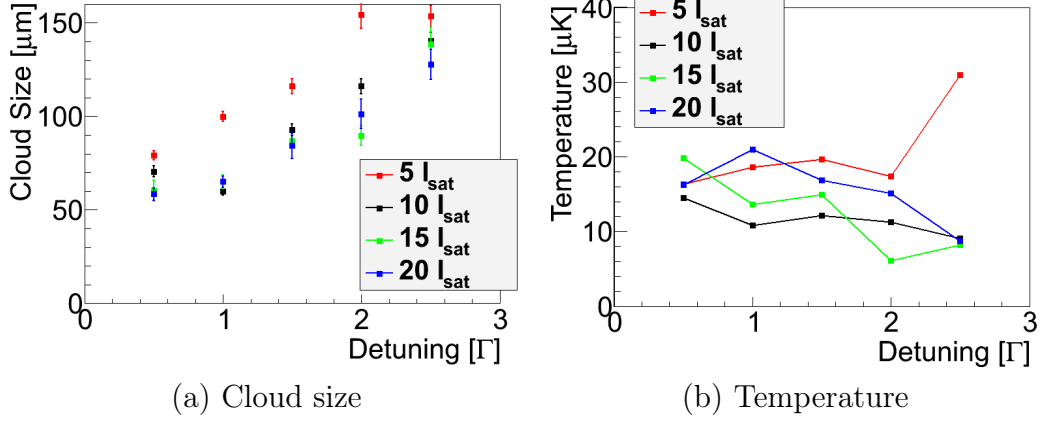 Cloud Size [μm]
150
100
50
0
0 1 2 3
Detuning [Γ]
5 I_sat
10 I_sat
15 I_sat
20 I_sat
(a) Cloud size
Temperature [μK]
40
30
20
10
0
0 1 2 3
Detuning [Γ]
5 I_sat
10 I_sat
15 I_sat
20 I_sat
(b) Temperature